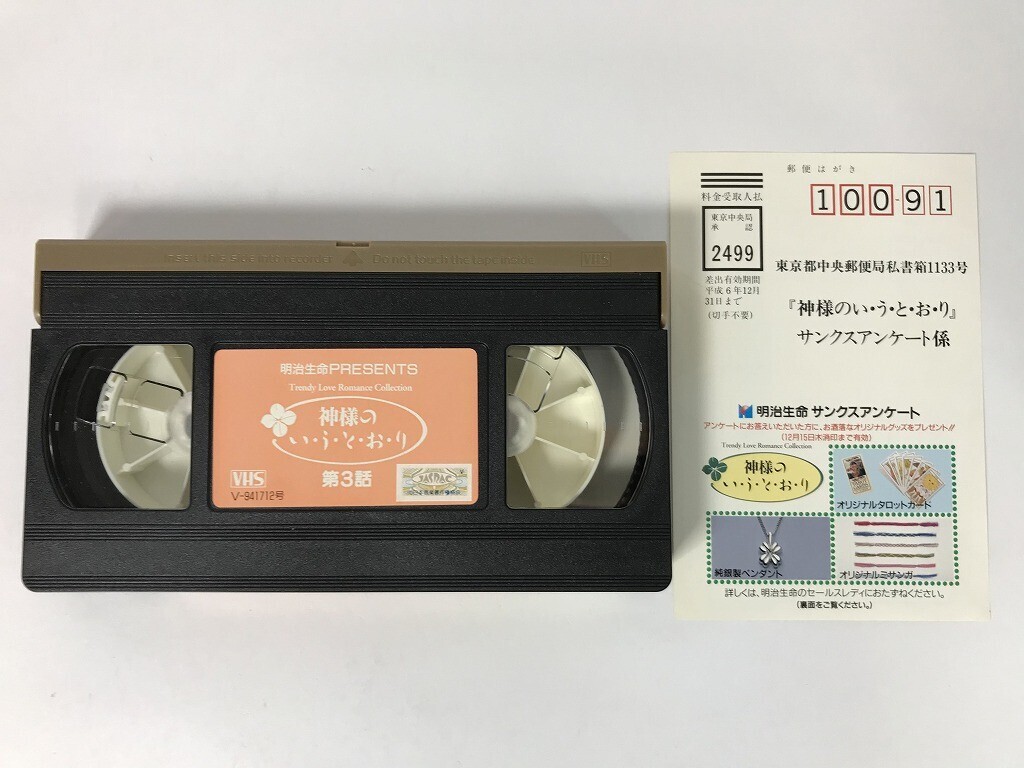 Insert this side into recorder
Do not touch the tape inside
VHS
明治生命PRESENTS
Trendy Love Romance Collection
神様の
い・う・と・お・り
VHS
第3話
V-941712号
JASRAC
郵便はがき
料金受取人払
100-91
東京中央局
承認
2499
差出有効期間
平成6年12月
31日まで
(切手不要)
東京都中央郵便局私書箱1133号
『神様のい・う・と・お・り』
サンクスアンケート係
明治生命 サンクスアンケート
アンケートにお答えいただいた方に、お洒落なオリジナルグッズをプレゼント!!
(12月15日木消印まで有効)
Trendy Love Romance Collection
神様の
い・う・と・お・り
オリジナルタロットカード
純銀製ペンダント
オリジナルミサンガ
詳しくは、明治生命のセールスレディにおたずねください。
(裏面をご覧ください。)